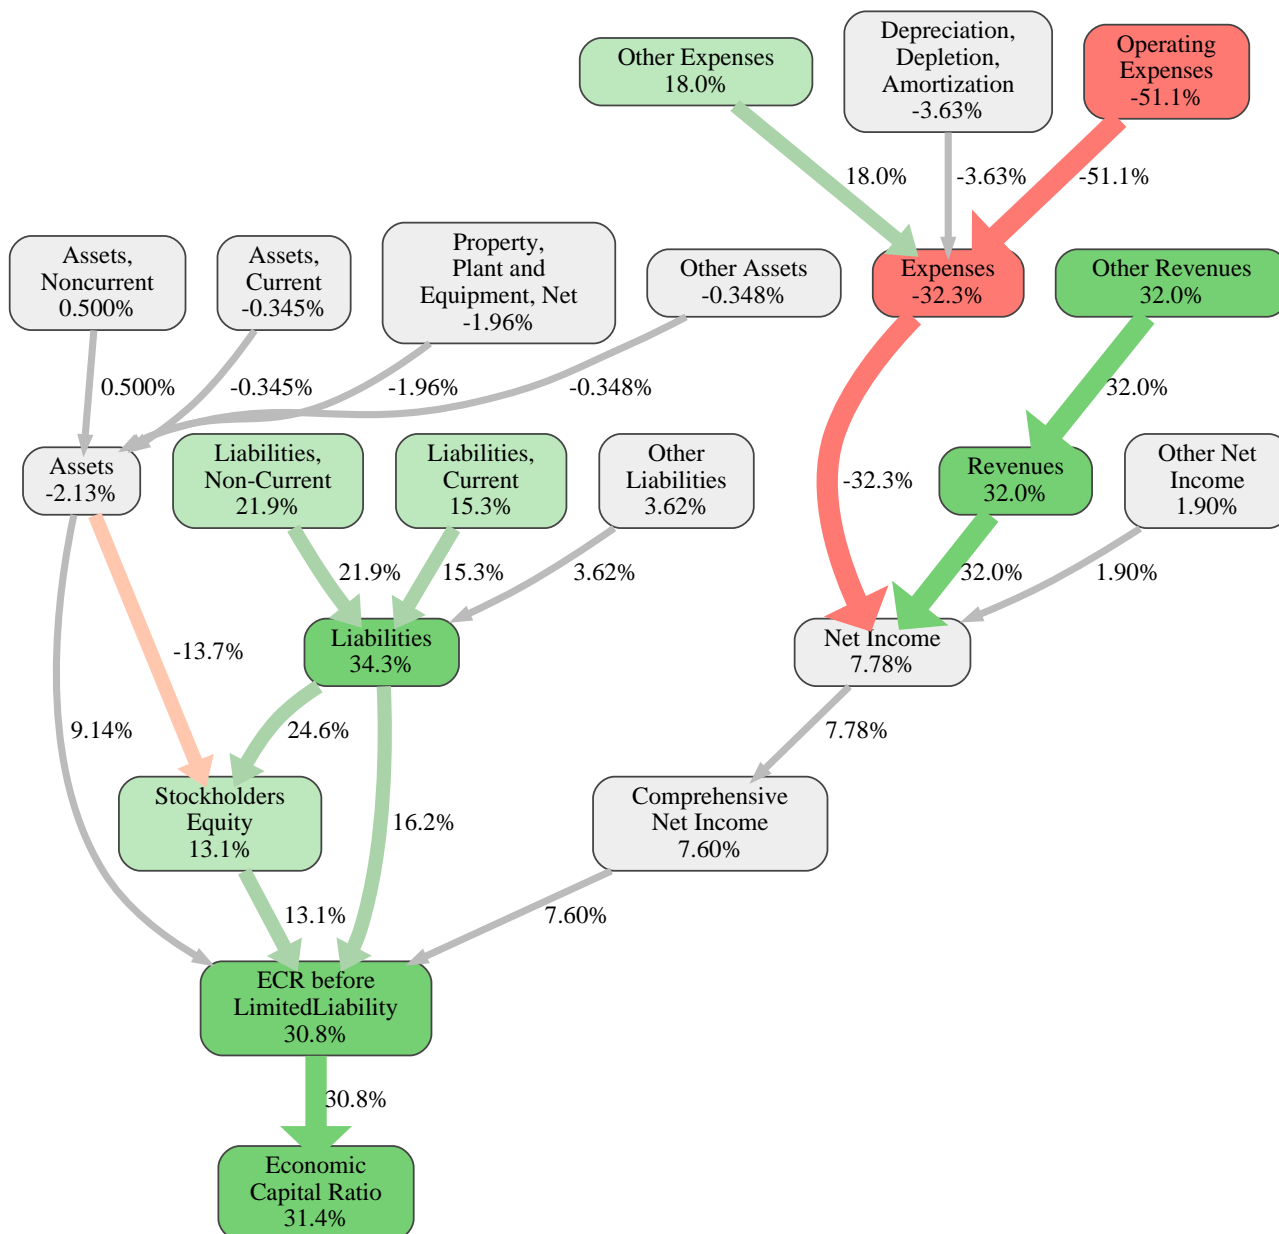 Other Expenses
18.0%
Depreciation,
Depletion,
Amortization
-3.63%
Operating
Expenses
-51.1%
18.0%
-3.63%
-51.1%
Assets,
Noncurrent
0.500%
Assets,
Current
-0.345%
Property,
Plant and
Equipment, Net
-1.96%
Other Assets
-0.348%
Expenses
-32.3%
Other Revenues
32.0%
0.500%
-0.345%
-1.96%
-0.348%
32.0%
Assets
-2.13%
Liabilities,
Non-Current
21.9%
Liabilities,
Current
15.3%
Other
Liabilities
3.62%
-32.3%
Revenues
32.0%
Other Net
Income
1.90%
21.9%
15.3%
3.62%
32.0%
1.90%
-13.7%
Liabilities
34.3%
Net Income
7.78%
9.14%
24.6%
7.78%
Stockholders
Equity
13.1%
16.2%
Comprehensive
Net Income
7.60%
13.1%
7.60%
ECR before
LimitedLiability
30.8%
30.8%
Economic
Capital Ratio
31.4%